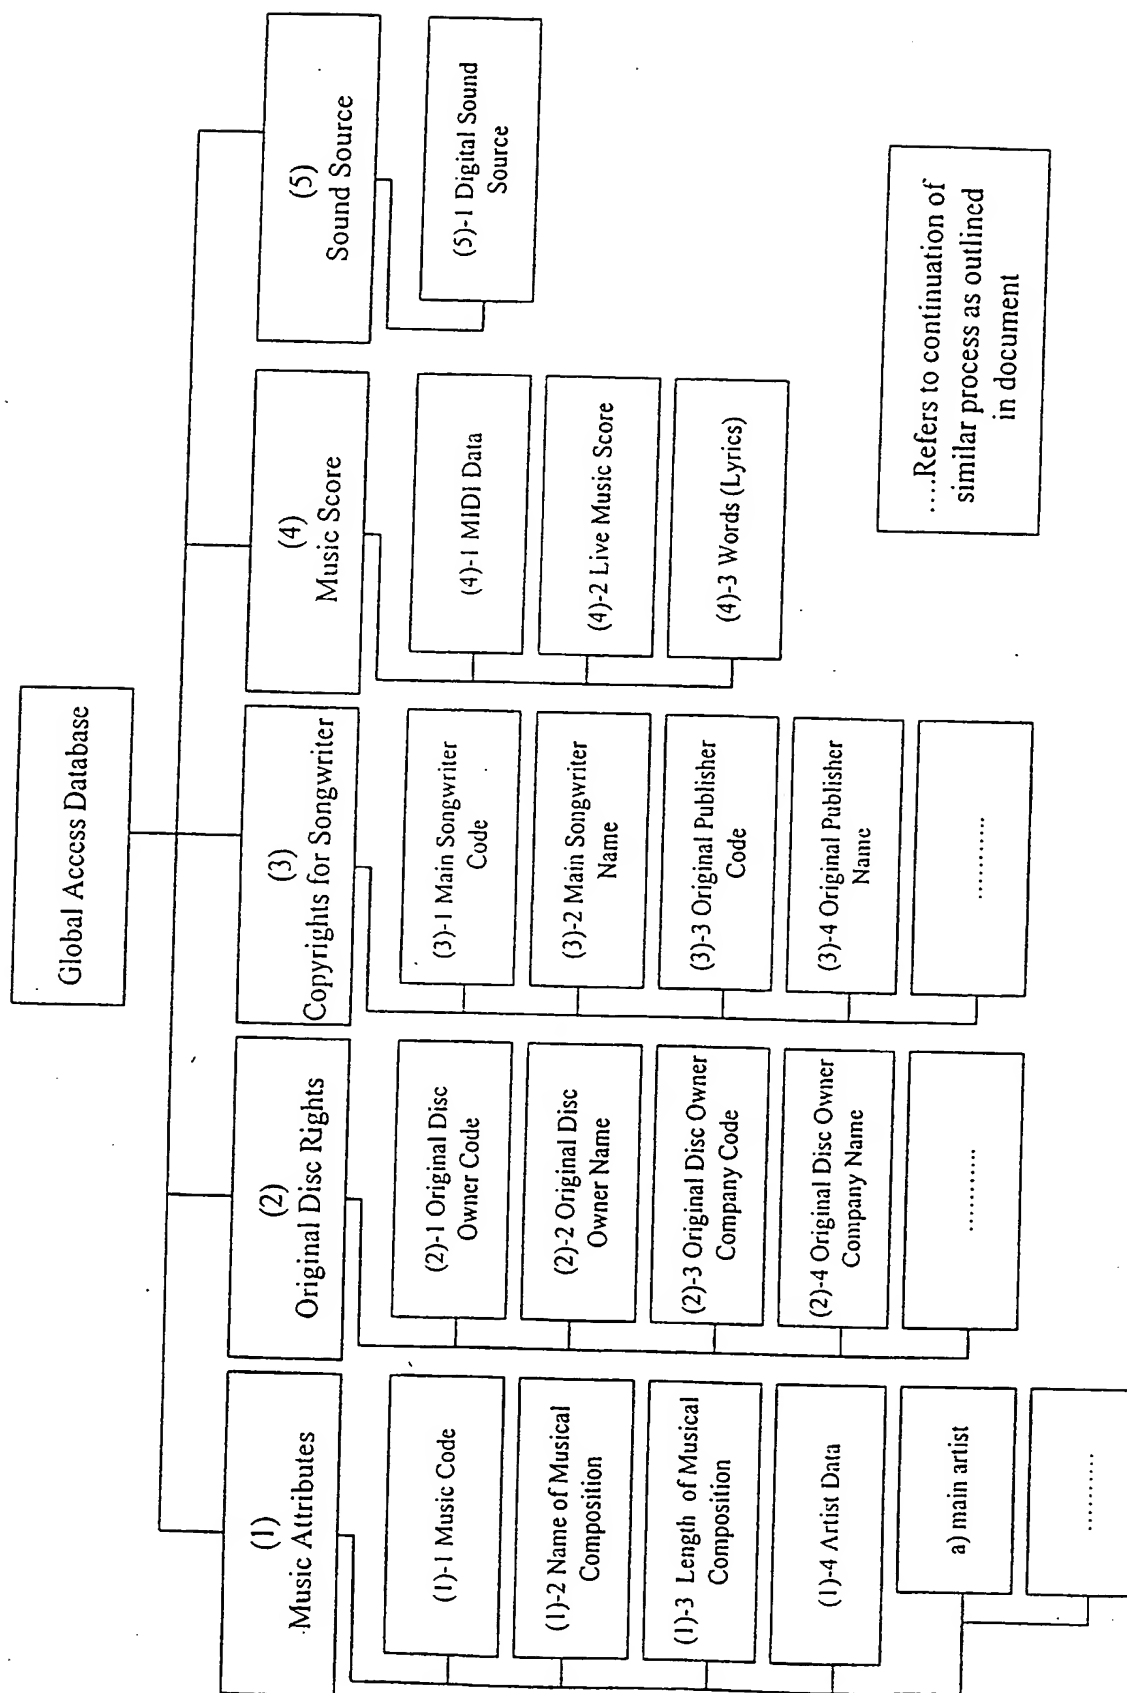 Global Access Database
(1)
Music Attributes
(1)-1 Music Code
(1)-2 Name of Musical
Composition
(1)-3 Length of Musical
Composition
(1)-4 Artist Data
a) main artist
..........
(2)
Original Disc Rights
(2)-1 Original Disc
Owner Code
(2)-2 Original Disc
Owner Name
(2)-3 Original Disc Owner
Company Code
(2)-4 Original Disc Owner
Company Name
..........
(3)
Copyrights for Songwriter
(3)-1 Main Songwriter
Code
(3)-2 Main Songwriter
Name
(3)-3 Original Publisher
Code
(3)-4 Original Publisher
Name
..........
(4)
Music Score
(4)-1 MIDI Data
(4)-2 Live Music Score
(4)-3 Words (Lyrics)
(5)
Sound Source
(5)-1 Digital Sound
Source
....Refers to continuation of
similar process as outlined
in document